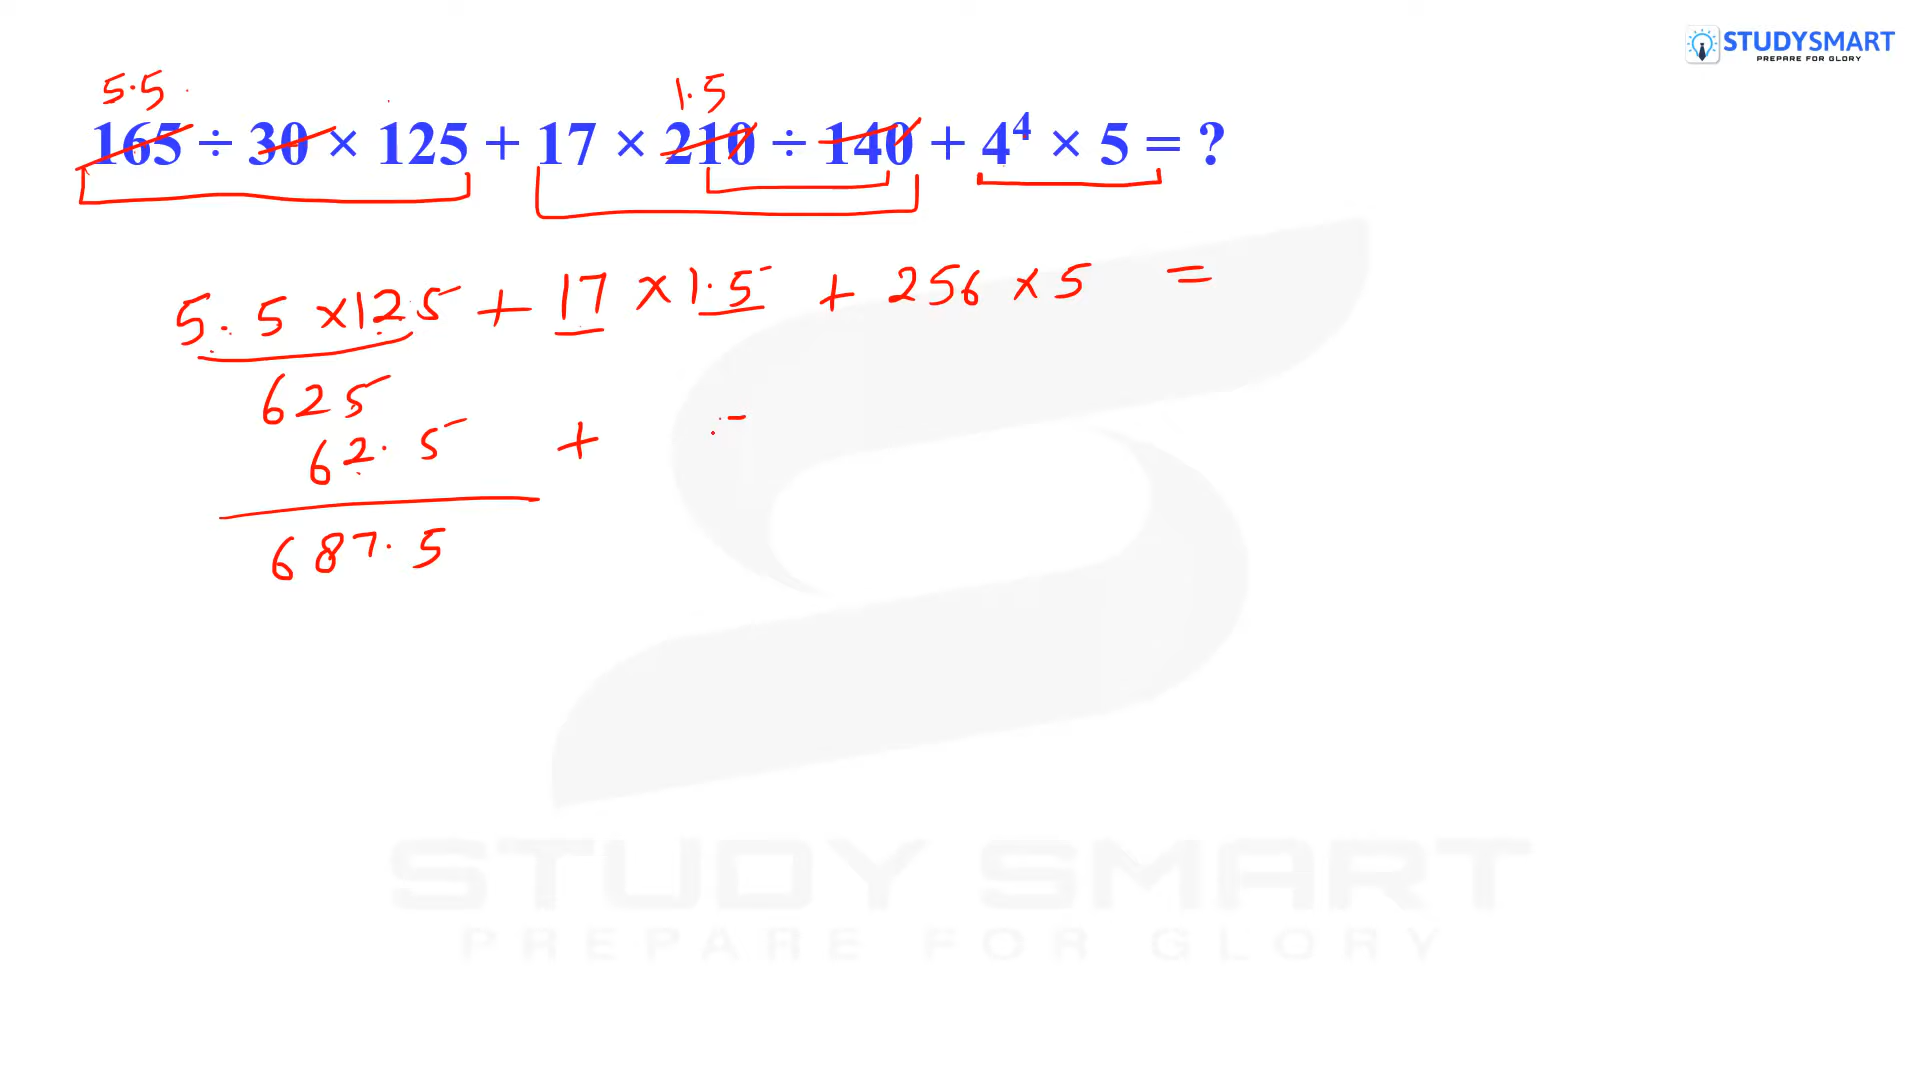 STUDYSMART
PREPARE FOR GLORY
5.5 1.5
165 ÷ 30 × 125 + 17 × 210 ÷ 140 + 4⁴ × 5 = ?
5.5 × 125 + 17 × 1.5 + 256 × 5 =
625
62.5 +
687.5
STUDY SMART
PREPARE FOR GLORY